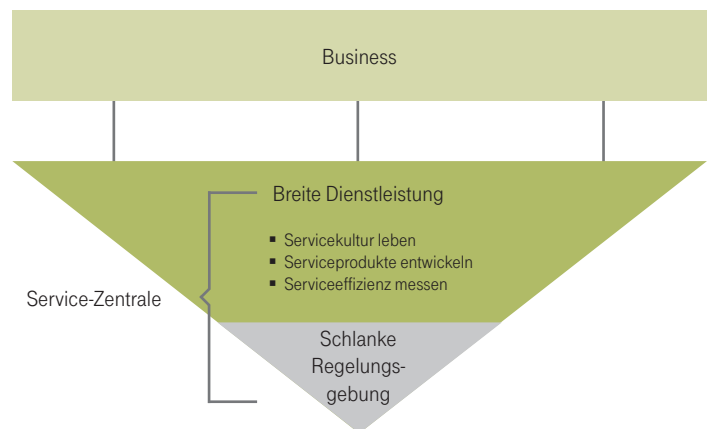 Business
Breite Dienstleistung
▪ Servicekultur leben
▪ Serviceprodukte entwickeln
▪ Serviceeffizienz messen
Service-Zentrale
Schlanke
Regelungs-
gebung